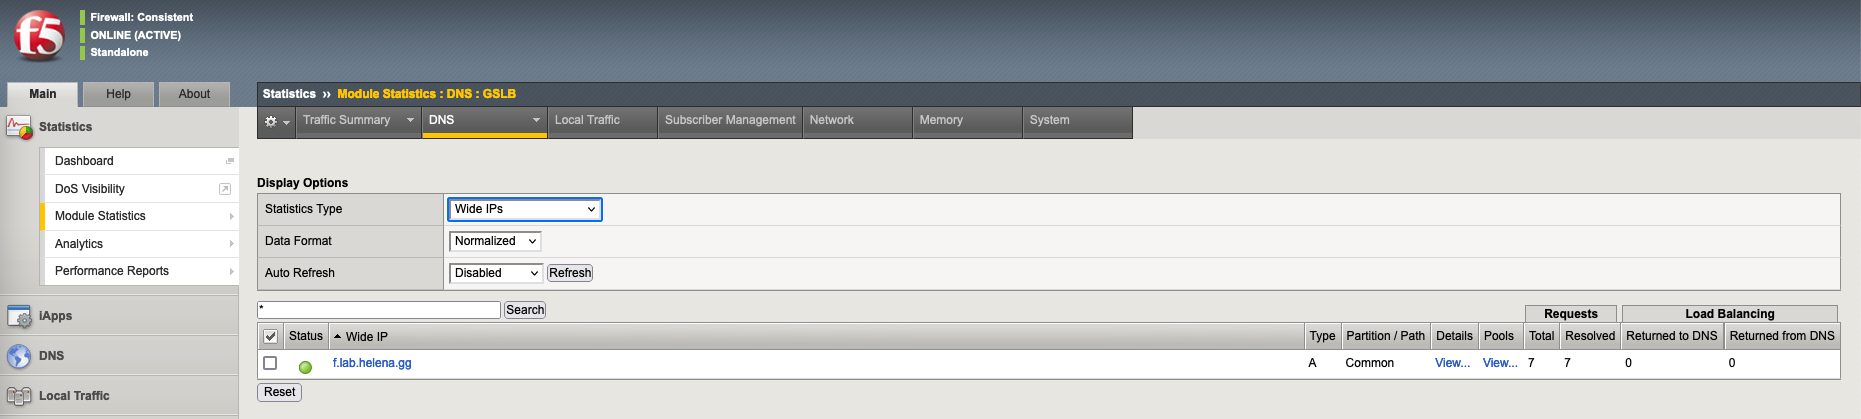 f5
Firewall: Consistent
ONLINE (ACTIVE)
Standalone
Main Help About
Statistics » Module Statistics : DNS : GSLB
Statistics
Dashboard
DoS Visibility
Module Statistics
Analytics
Performance Reports
iApps
DNS
Local Traffic
Traffic Summary DNS Local Traffic Subscriber Management Network Memory System
Display Options
Statistics Type Wide IPs
Data Format Normalized
Auto Refresh Disabled Refresh
* Search
Requests Load Balancing
Status Wide IP Type Partition / Path Details Pools Total Resolved Returned to DNS Returned from DNS
f.lab.helena.gg A Common View... View... 7 7 0 0
Reset